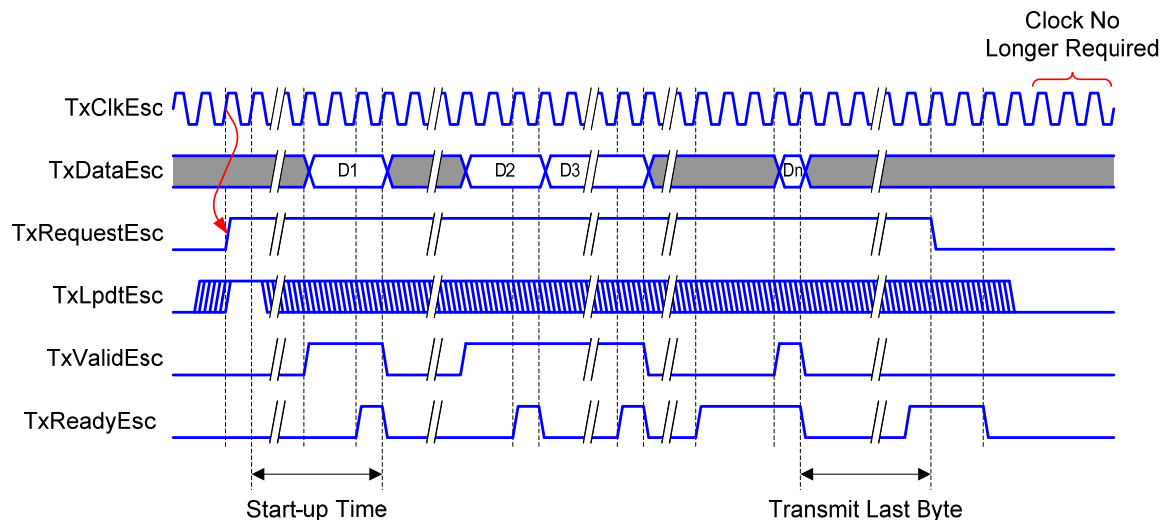 Clock No
Longer Required
TxClkEsc
TxDataEsc
D1
D2
D3
Dn
TxRequestEsc
TxLpdtEsc
TxValidEsc
TxReadyEsc
Start-up Time
Transmit Last Byte